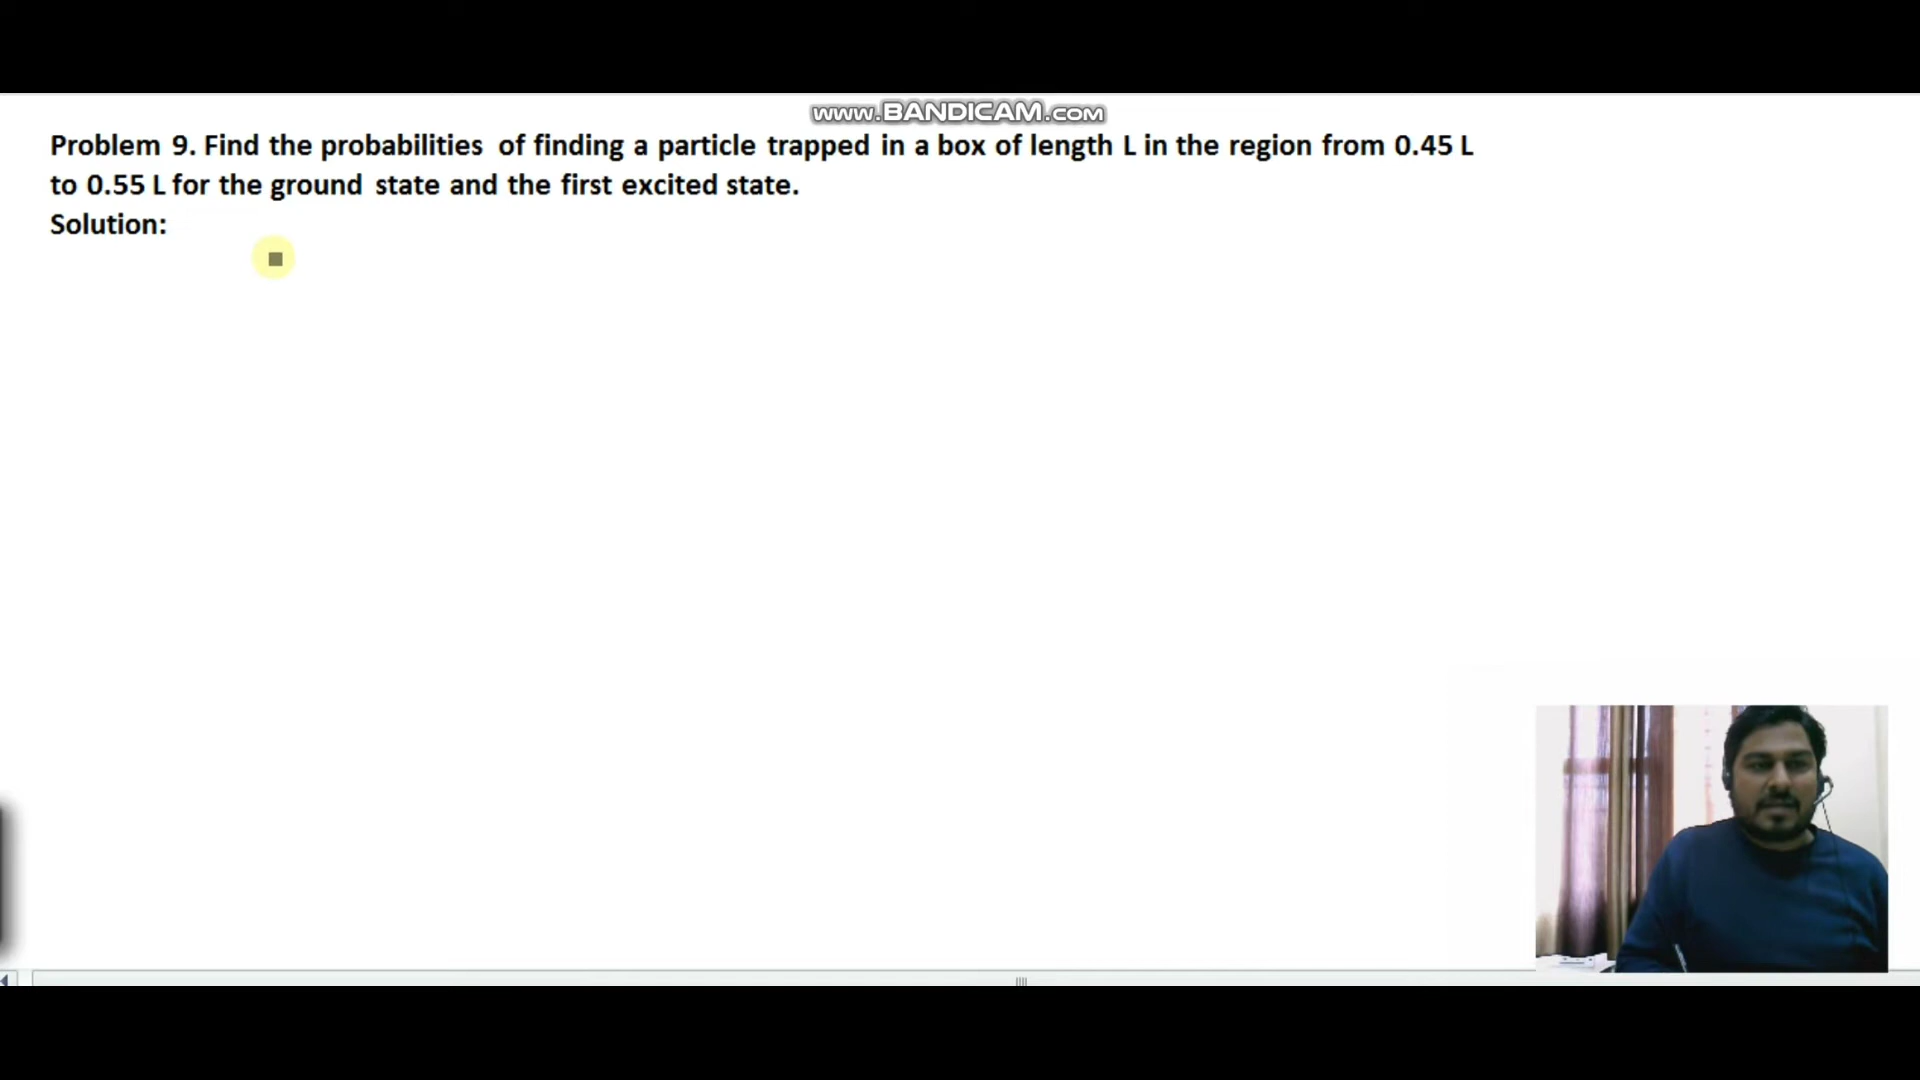 www.BANDICAM.com
Problem 9. Find the probabilities of finding a particle trapped in a box of length L in the region from 0.45 L
to 0.55 L for the ground state and the first excited state.
Solution: